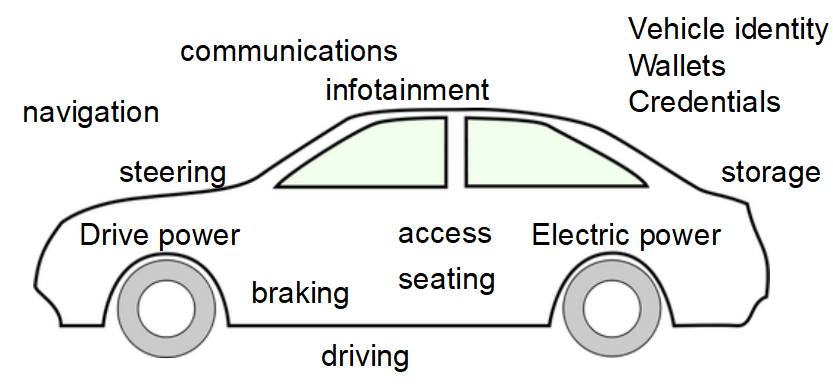 Vehicle identity
communications
Wallets
infotainment
Credentials
navigation
steering
storage
Drive power
access
Electric power
seating
braking
driving